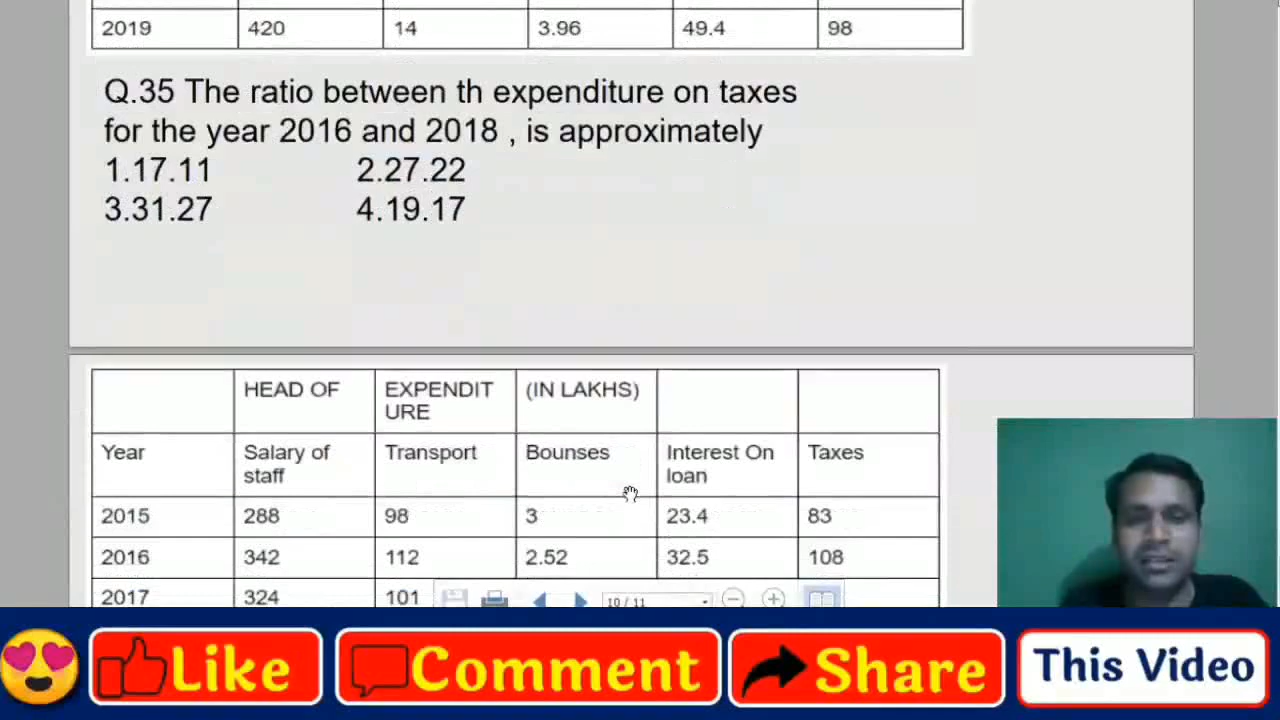 2019 420 14 3.96 49.4 98
Q.35 The ratio between th expenditure on taxes
for the year 2016 and 2018 , is approximately
1.17.11 2.27.22
3.31.27 4.19.17
HEAD OF EXPENDIT (IN LAKHS)
URE
Year Salary of Transport Bounses Interest On Taxes
staff loan
2015 288 98 3 23.4 83
2016 342 112 2.52 32.5 108
2017 324 101
10 / 11
Like Comment Share This Video